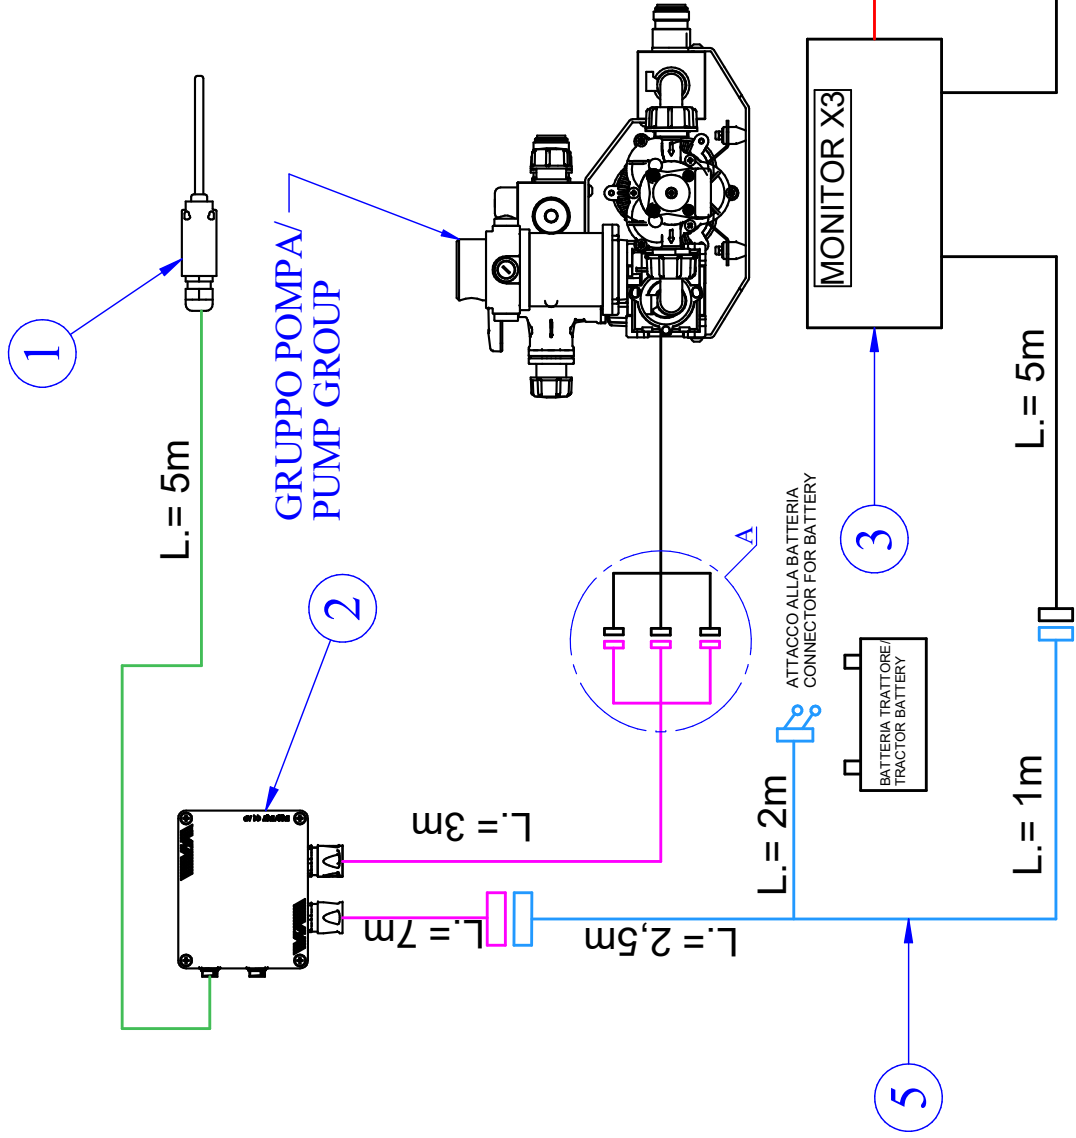 1
L.= 5m
GRUPPO POMPA/
PUMP GROUP
2
MONITOR X3
3
L.= 5m
A
ATTACCO ALLA BATTERIA
CONNECTOR FOR BATTERY
BATTERIA TRATTORE/
TRACTOR BATTERY
L.= 3m
L.= 7m
L.= 2,5m
L.= 2m
L.= 1m
5